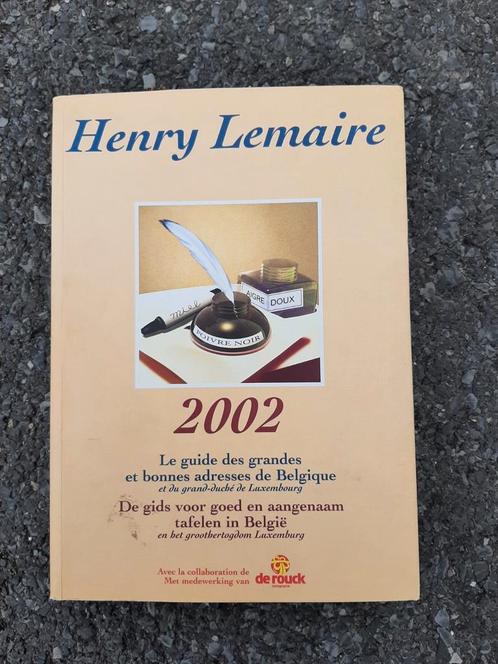 Henry Lemaire
AIGRE DOUX
miel
POIVRE NOIR
2002
Le guide des grandes
et bonnes adresses de Belgique
et du grand-duché de Luxembourg
De gids voor goed en aangenaam
tafelen in België
en het groothertogdom Luxemburg
Avec la collaboration de
Met medewerking van
de rouck